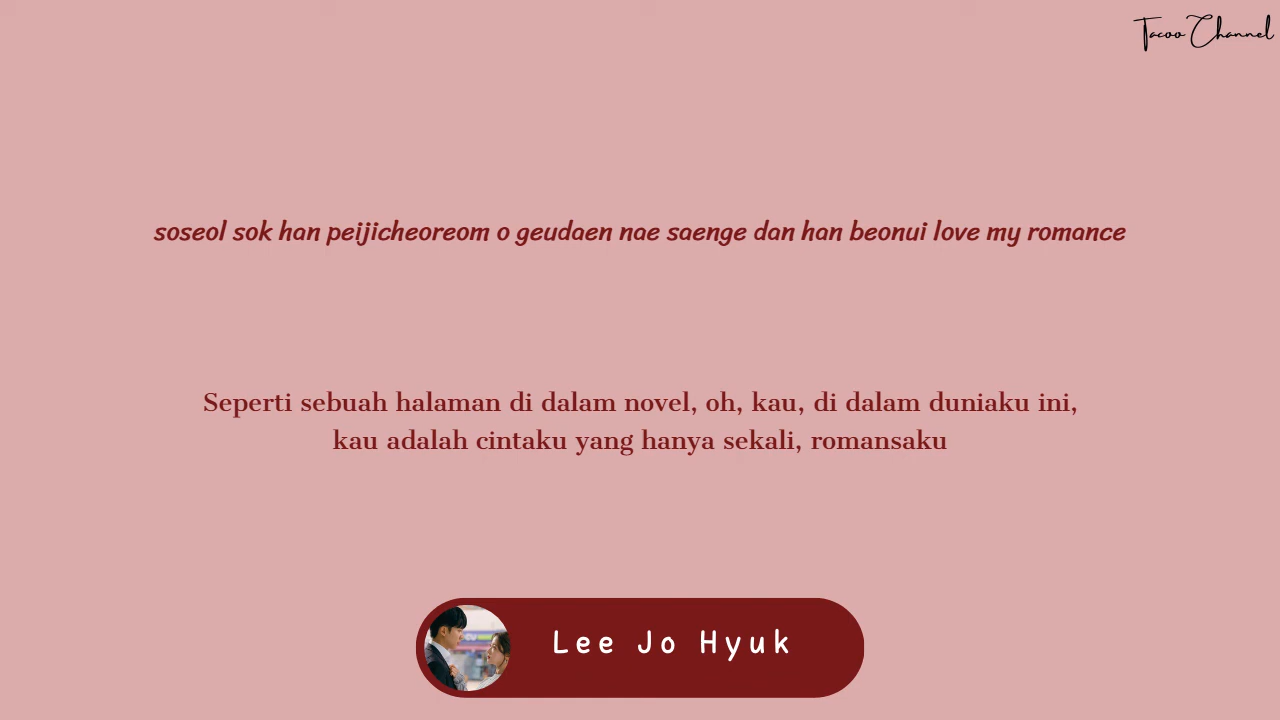 Tacoo Channel
soseol sok han peijicheoreom o geudaen nae saenge dan han beonui love my romance
Seperti sebuah halaman di dalam novel, oh, kau, di dalam duniaku ini,
kau adalah cintaku yang hanya sekali, romansaku
Lee Jo Hyuk